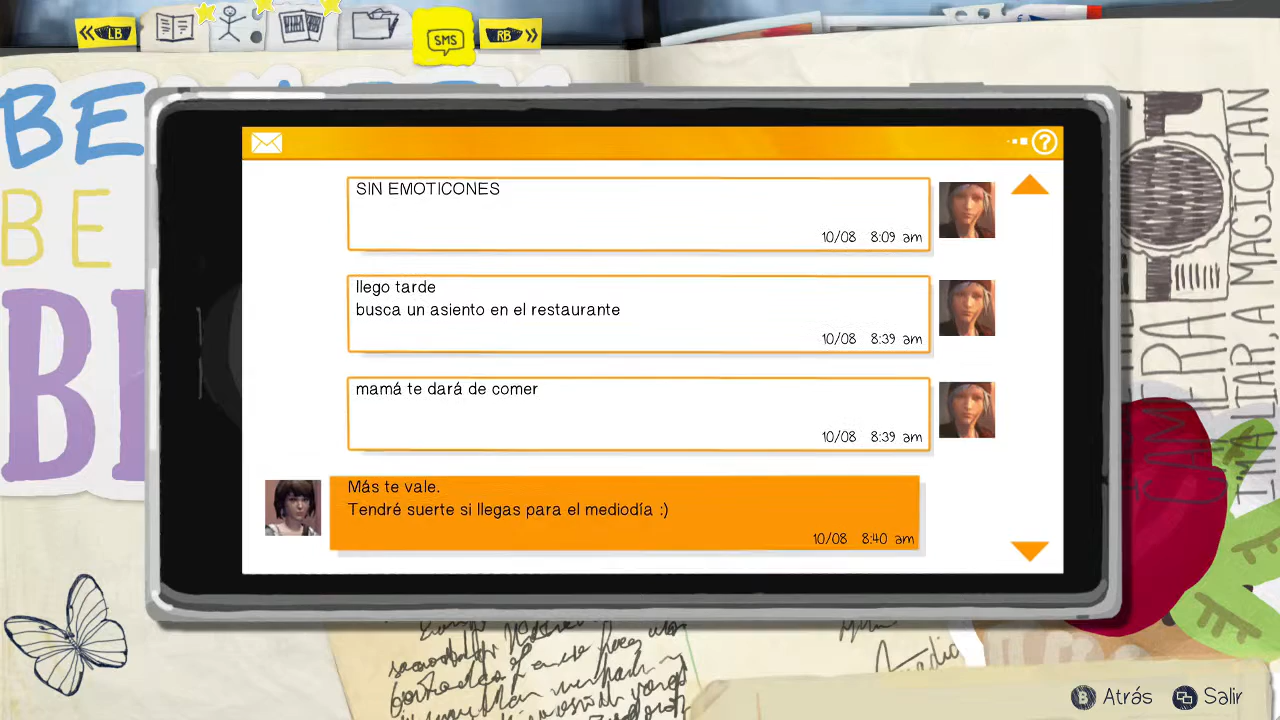 LB
SMS
RB
BE
BE
SIN EMOTICONES
10/08 8:09 am
llego tarde
busca un asiento en el restaurante
10/08 8:39 am
mamá te dará de comer
10/08 8:39 am
Más te vale.
Tendré suerte si llegas para el mediodía :)
10/08 8:40 am
CAMERA
A MAGICIAN
Atrás
Salir